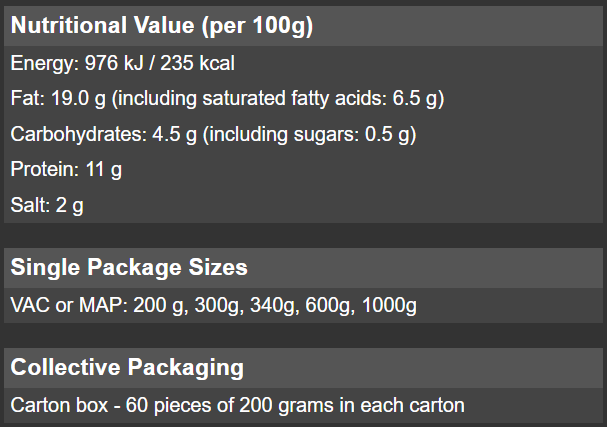 Nutritional Value (per 100g)
Energy: 976 kJ / 235 kcal
Fat: 19.0 g (including saturated fatty acids: 6.5 g)
Carbohydrates: 4.5 g (including sugars: 0.5 g)
Protein: 11 g
Salt: 2 g
Single Package Sizes
VAC or MAP: 200 g, 300g, 340g, 600g, 1000g
Collective Packaging
Carton box - 60 pieces of 200 grams in each carton